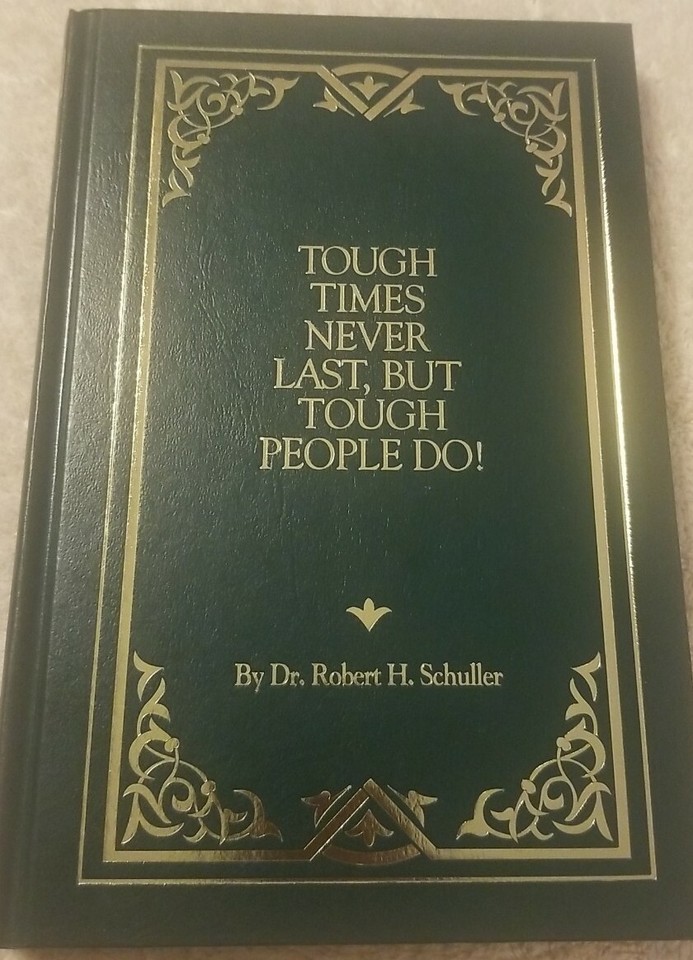 TOUGH
TIMES
NEVER
LAST, BUT
TOUGH
PEOPLE DO!
By Dr. Robert H. Schuller